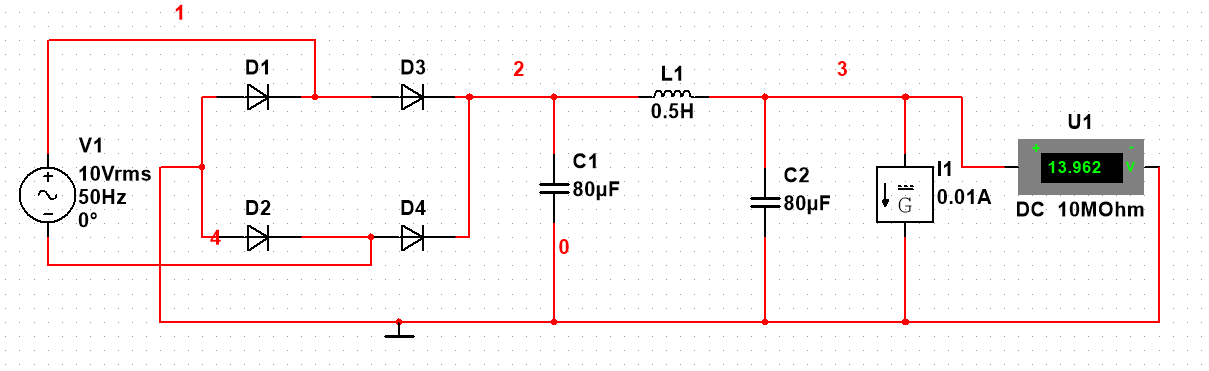 1
D1
D3
2
L1
0.5H
3
U1
V1
10Vrms
50Hz
0°
C1
80µF
C2
80µF
I1
0.01A
G
+
-
13.962
V
DC 10MOhm
D2
D4
4
0